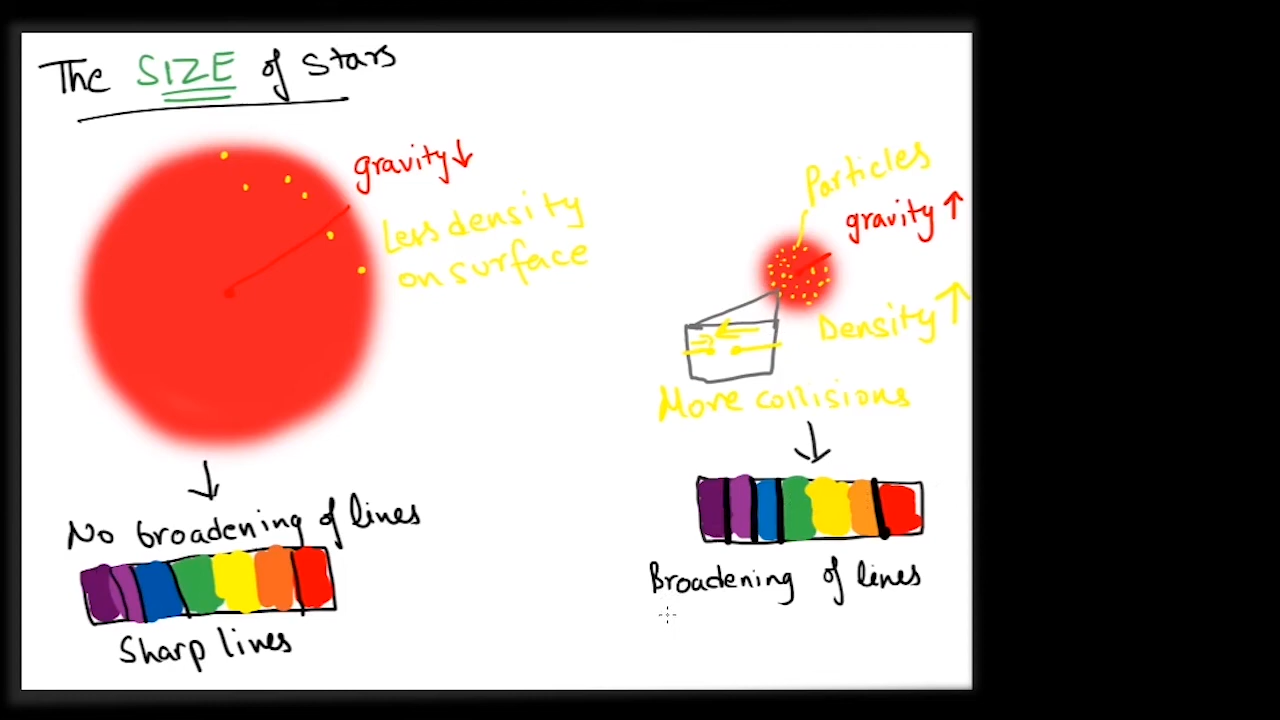 The SIZE of stars
gravity↓
Less density
on surface
No broadening of lines
Sharp lines
Particles
gravity ↑
Density ↑
More collisions
Broadening of lines